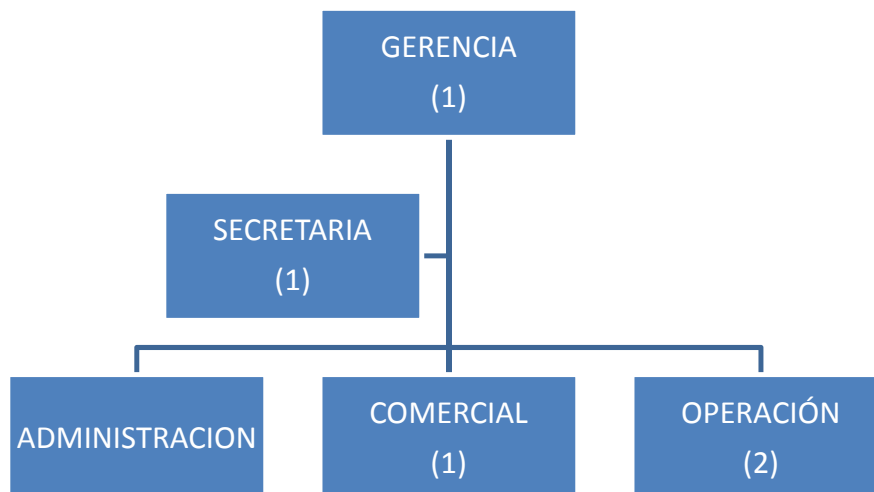 GERENCIA
(1)
SECRETARIA
(1)
ADMINISTRACION
COMERCIAL
(1)
OPERACIÓN
(2)